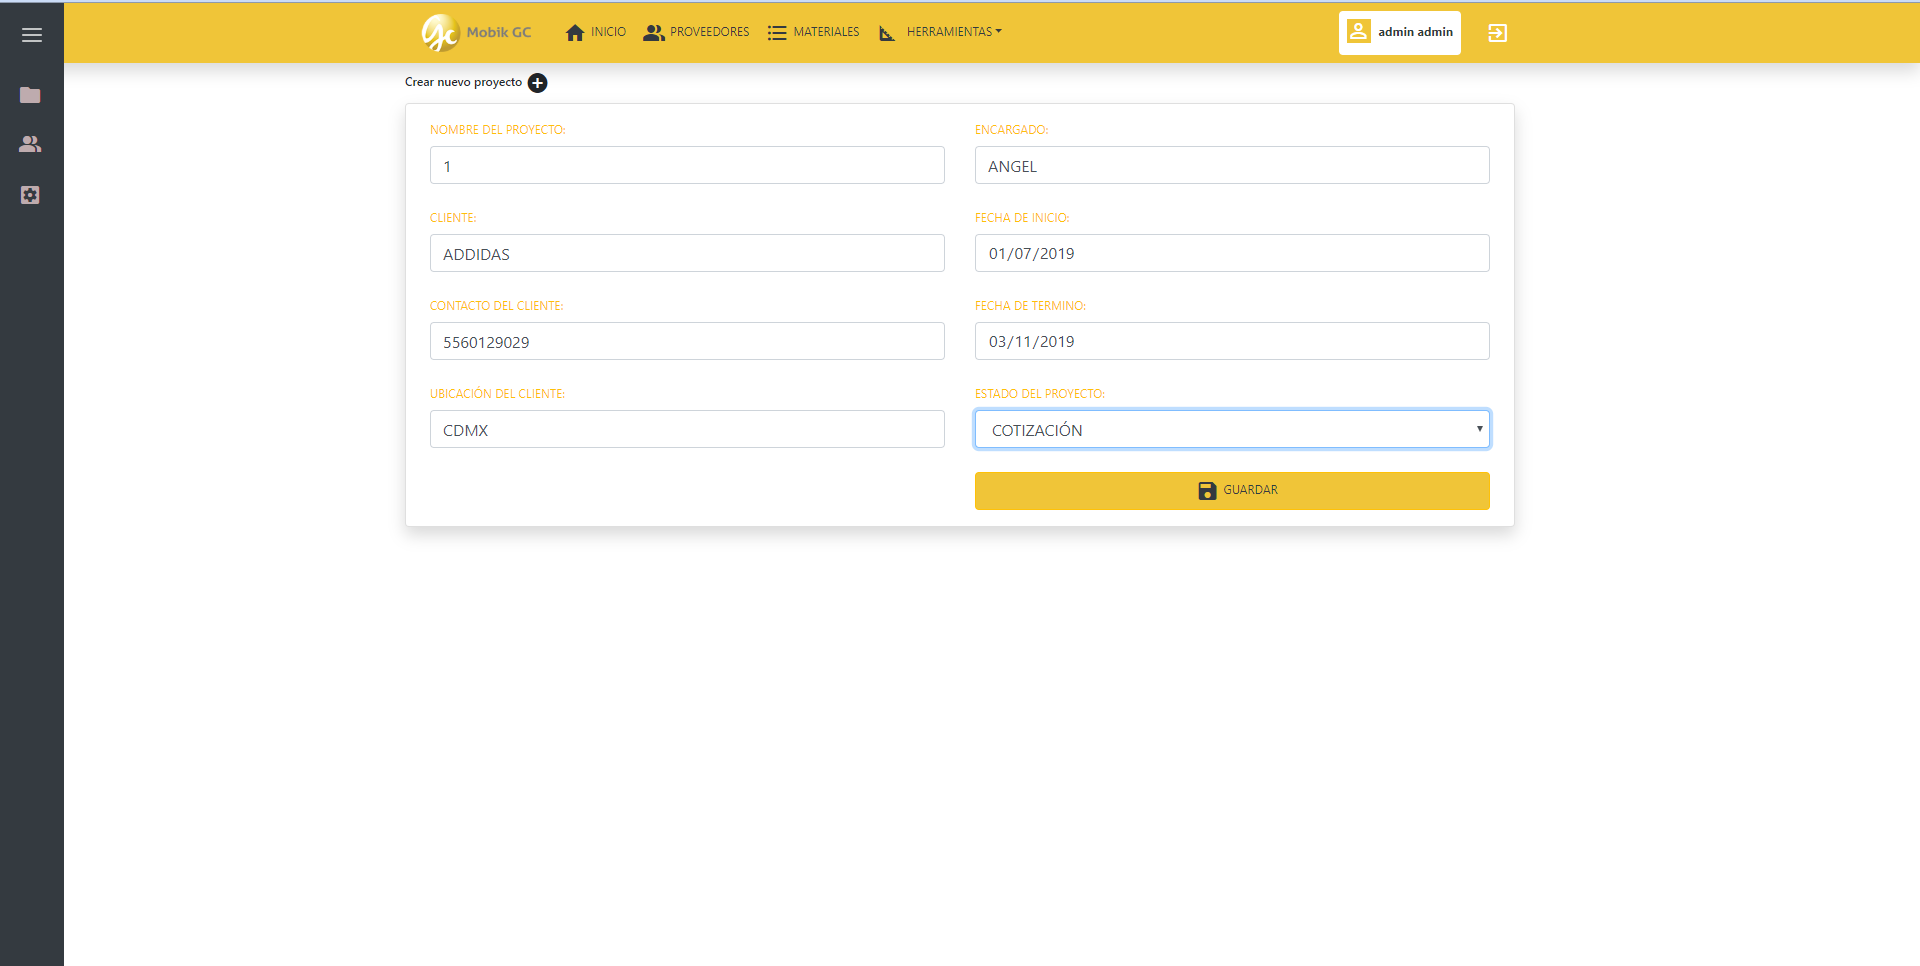 Mobik GC INICIO PROVEEDORES MATERIALES HERRAMIENTAS admin admin
Crear nuevo proyecto
NOMBRE DEL PROYECTO: ENCARGADO:
1 ANGEL
CLIENTE: FECHA DE INICIO:
ADDIDAS 01/07/2019
CONTACTO DEL CLIENTE: FECHA DE TERMINO:
5560129029 03/11/2019
UBICACIÓN DEL CLIENTE: ESTADO DEL PROYECTO:
CDMX COTIZACIÓN
GUARDAR